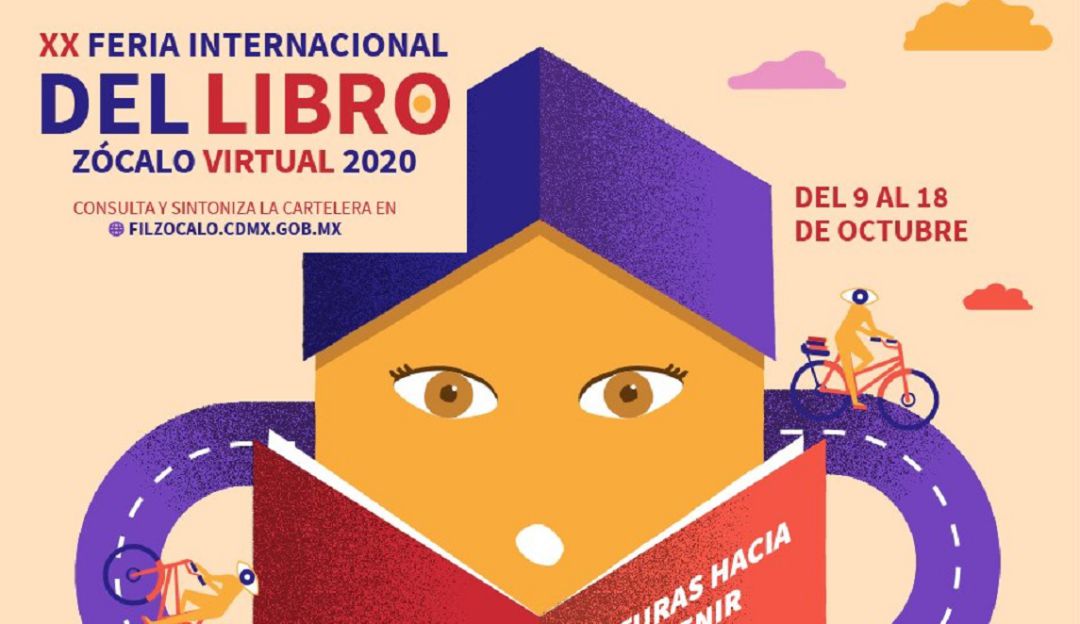 XX FERIA INTERNACIONAL
DEL LIBRO
ZÓCALO VIRTUAL 2020
CONSULTA Y SINTONIZA LA CARTELERA EN
FILZOCALO.CDMX.GOB.MX
DEL 9 AL 18
DE OCTUBRE
HACIA